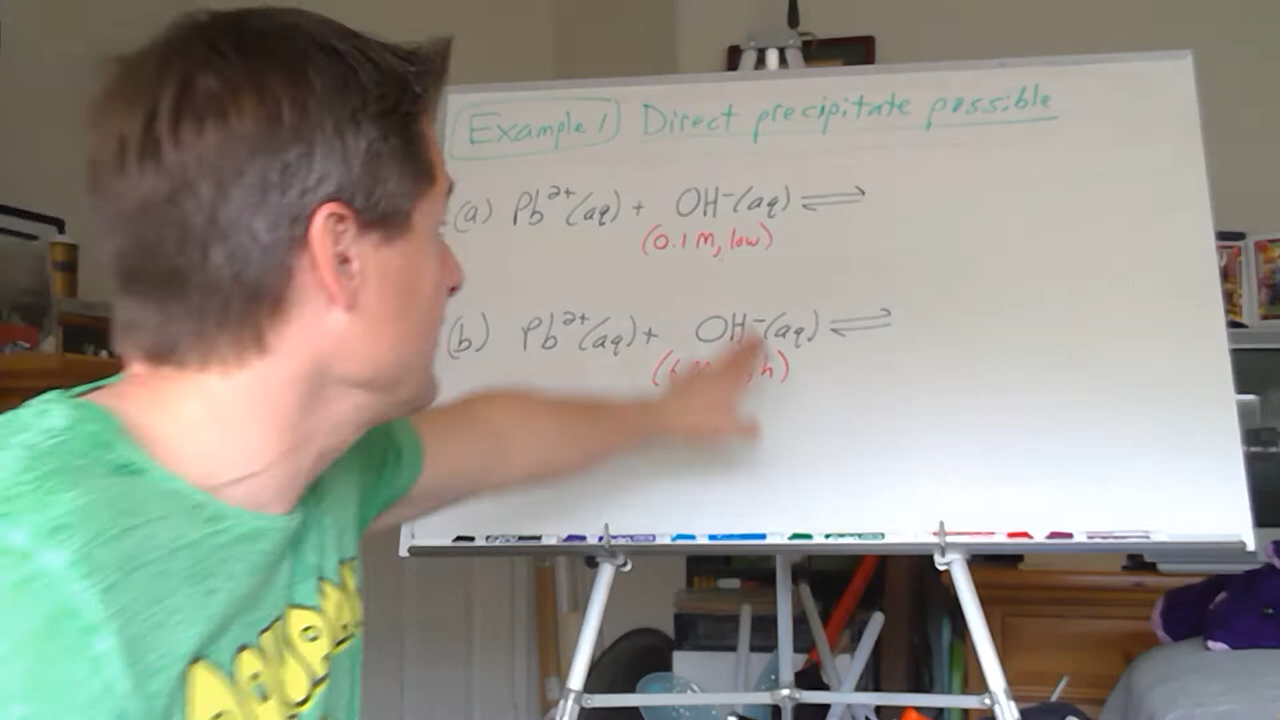 Example 1 Direct precipitate possible
(a) Pb²⁺(aq) + OH⁻(aq) ⇌
(0.1 M, low)
(b) Pb²⁺(aq) + OH⁻(aq) ⇌